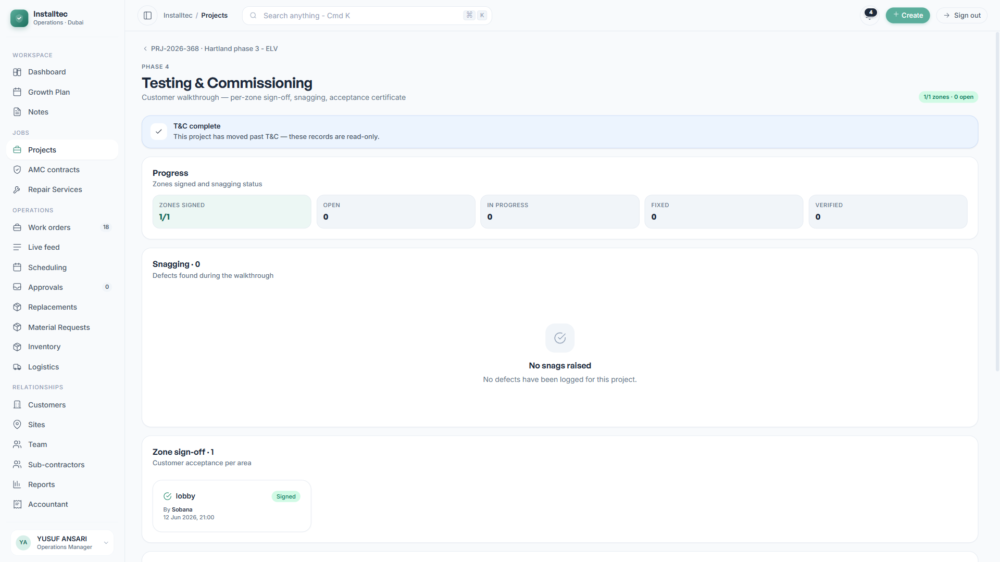 Installtec
Operations · Dubai
WORKSPACE
Dashboard
Growth Plan
Notes
JOBS
Projects
AMC contracts
Repair Services
OPERATIONS
Work orders 18
Live feed
Scheduling
Approvals 0
Replacements
Material Requests
Inventory
Logistics
RELATIONSHIPS
Customers
Sites
Team
Sub-contractors
Reports
Accountant
YA
YUSUF ANSARI
Operations Manager
Installtec / Projects
Search anything - Cmd K
⌘ K
4
+ Create
Sign out
PRJ-2026-368 · Hartland phase 3 - ELV
PHASE 4
Testing & Commissioning
Customer walkthrough — per-zone sign-off, snagging, acceptance certificate
1/1 zones · 0 open
T&C complete
This project has moved past T&C — these records are read-only.
Progress
Zones signed and snagging status
ZONES SIGNED
1/1
OPEN
0
IN PROGRESS
0
FIXED
0
VERIFIED
0
Snagging · 0
Defects found during the walkthrough
No snags raised
No defects have been logged for this project.
Zone sign-off · 1
Customer acceptance per area
lobby
Signed
By Sobana
12 Jun 2026, 21:00